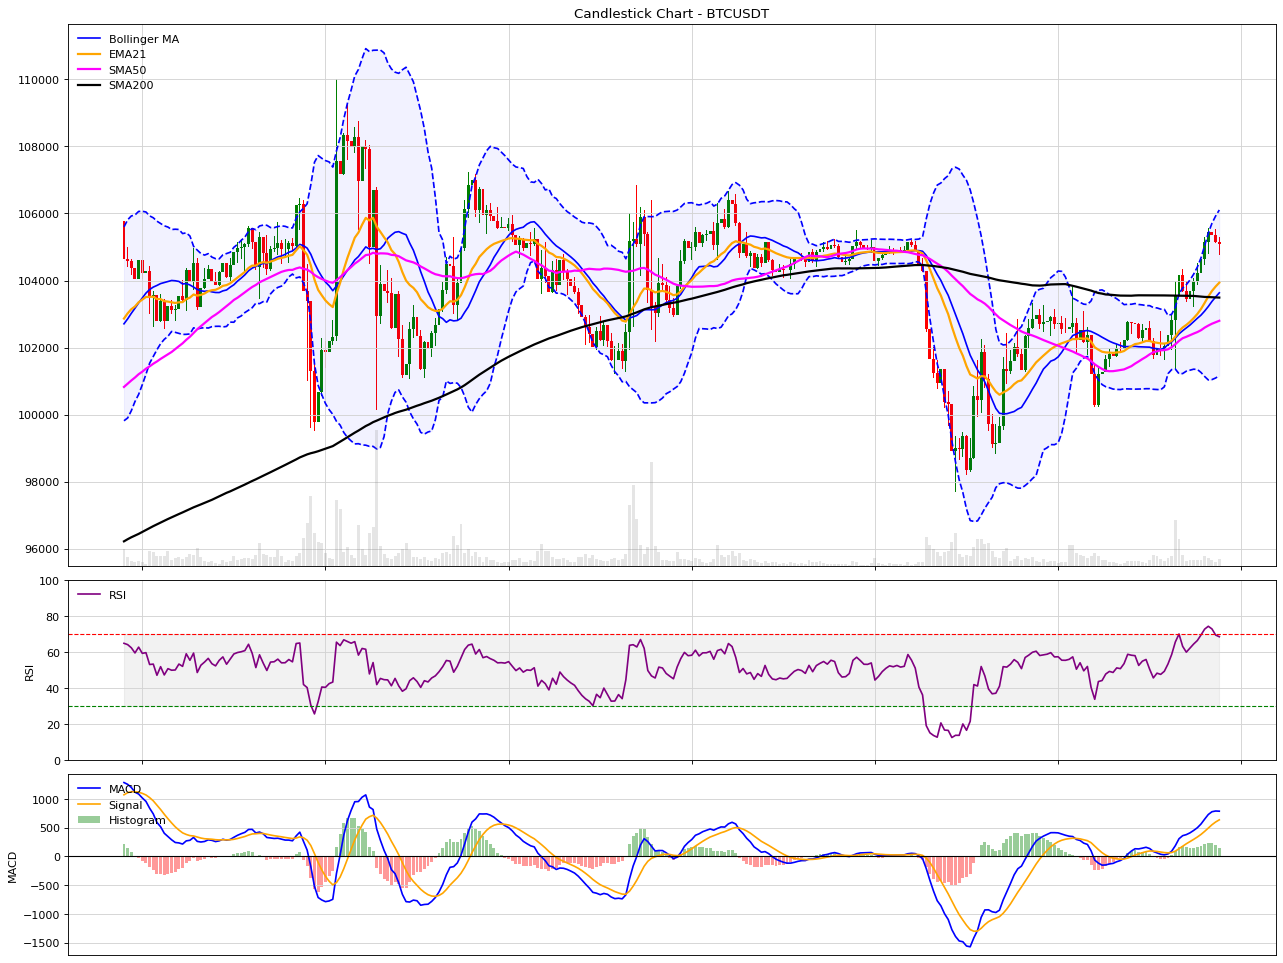 Candlestick Chart - BTCUSDT
Bollinger MA
EMA21
SMA50
SMA200
110000
108000
106000
104000
102000
100000
98000
96000
RSI
100
80
60
40
20
0
RSI
MACD
Signal
Histogram
1000
500
0
−500
−1000
−1500
MACD